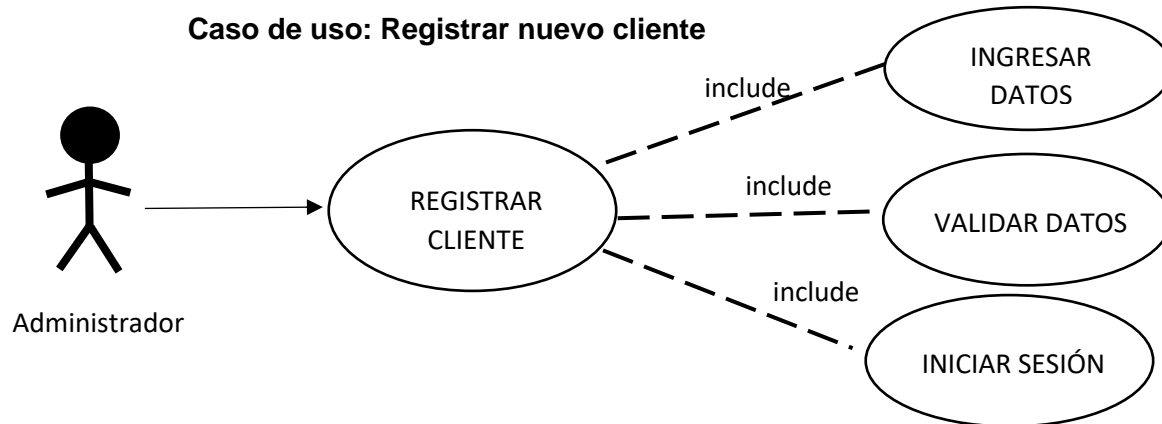 Caso de uso: Registrar nuevo cliente
INGRESAR
DATOS
include
REGISTRAR
CLIENTE
include
VALIDAR DATOS
include
Administrador
INICIAR SESIÓN